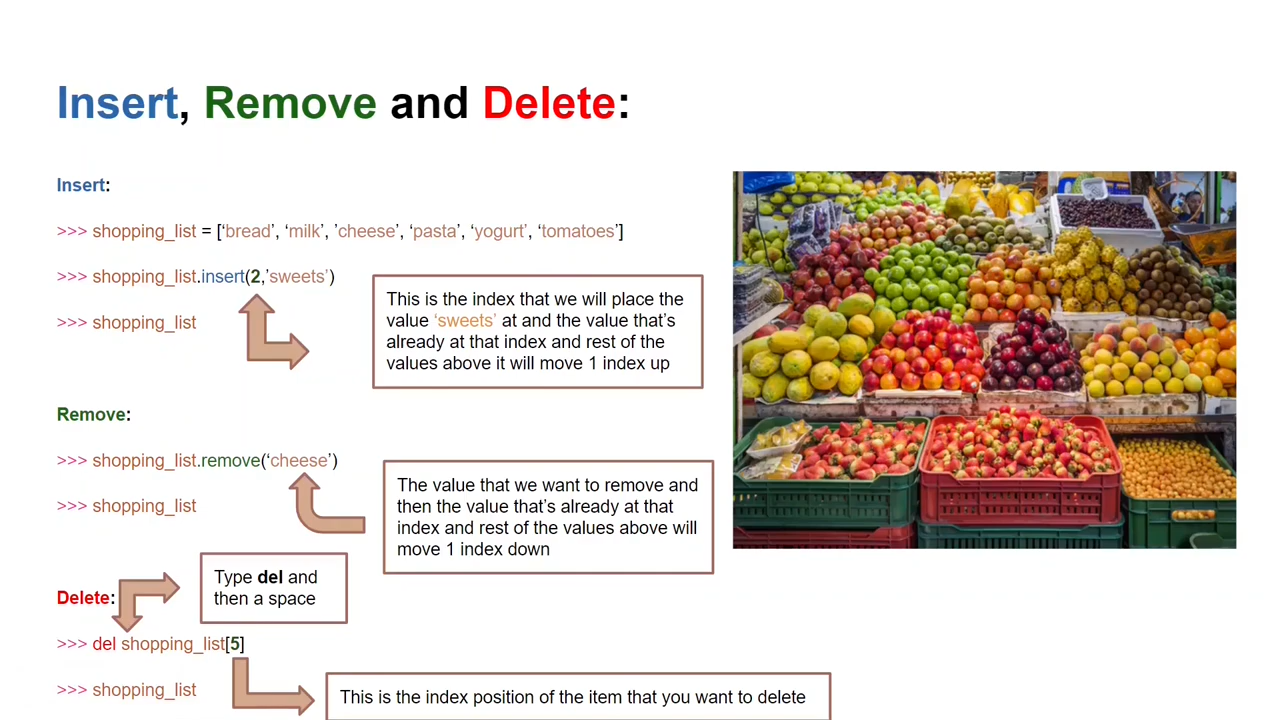 Insert, Remove and Delete:
Insert:
>>> shopping_list = [‘bread’, ‘milk’, ’cheese’, ‘pasta’, ‘yogurt’, ‘tomatoes’]
>>> shopping_list.insert(2,’sweets’)
>>> shopping_list
This is the index that we will place the
value ‘sweets’ at and the value that’s
already at that index and rest of the
values above it will move 1 index up
Remove:
>>> shopping_list.remove(‘cheese’)
>>> shopping_list
The value that we want to remove and
then the value that’s already at that
index and rest of the values above will
move 1 index down
Delete:
Type del and
then a space
>>> del shopping_list[5]
>>> shopping_list
This is the index position of the item that you want to delete